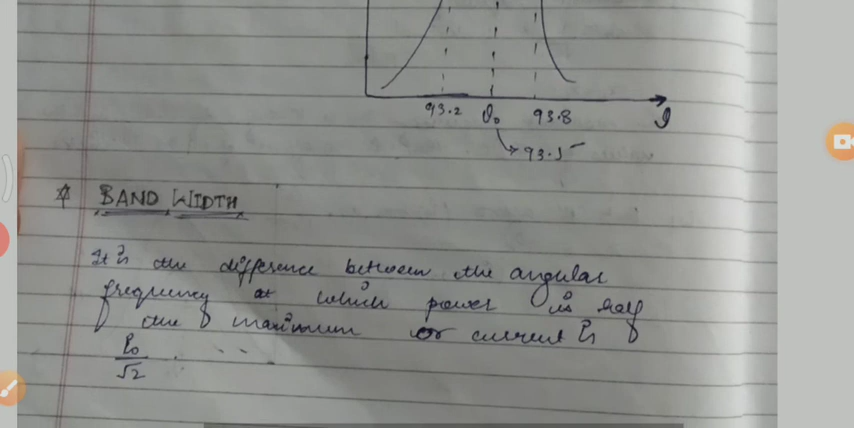 93.2 ν₀ 93.8 ν
→ 93.5
* BAND WIDTH
It is the difference between the angular
frequency at which power is half
the maximum or current is
I₀/√2